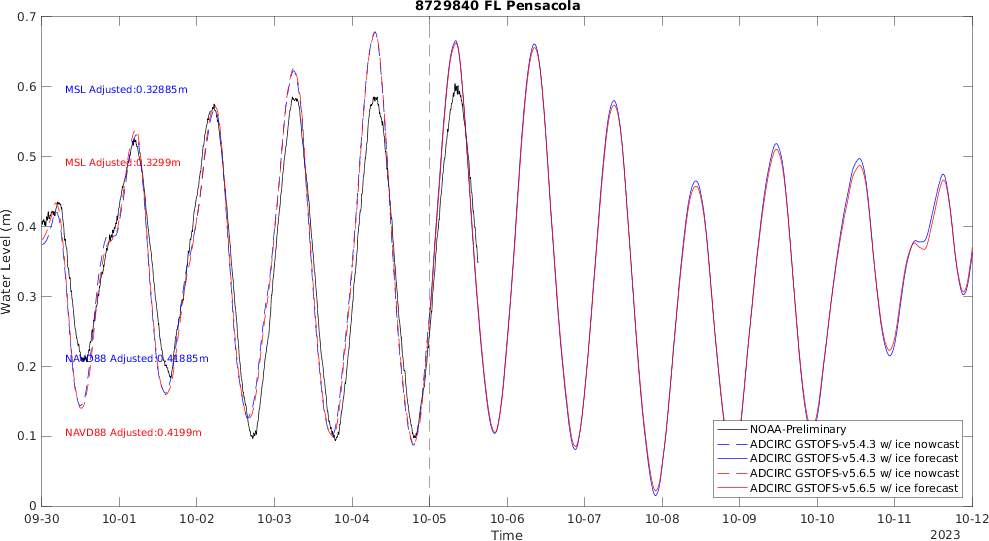 8729840 FL Pensacola
0.7
0.6
0.5
0.4
0.3
0.2
0.1
0
Water Level (m)
MSL Adjusted:0.32885m
MSL Adjusted:0.3299m
NAVD88 Adjusted:0.41885m
NAVD88 Adjusted:0.4199m
NOAA-Preliminary
ADCIRC GSTOFS-v5.4.3 w/ ice nowcast
ADCIRC GSTOFS-v5.4.3 w/ ice forecast
ADCIRC GSTOFS-v5.6.5 w/ ice nowcast
ADCIRC GSTOFS-v5.6.5 w/ ice forecast
09-30 10-01 10-02 10-03 10-04 10-05 10-06 10-07 10-08 10-09 10-10 10-11 10-12
Time
2023